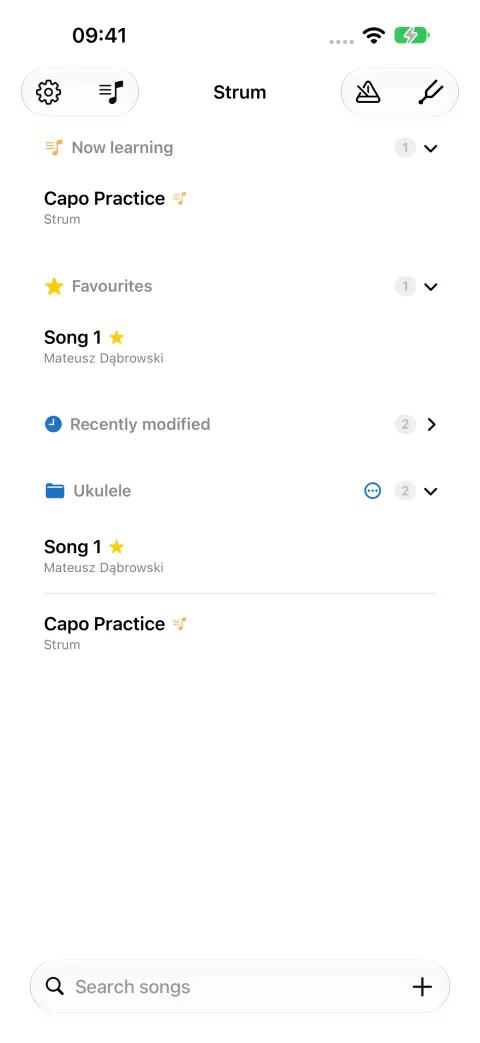 09:41
Strum
Now learning 1
Capo Practice
Strum
Favourites 1
Song 1
Mateusz Dąbrowski
Recently modified 2
Ukulele 2
Song 1
Mateusz Dąbrowski
Capo Practice
Strum
Search songs